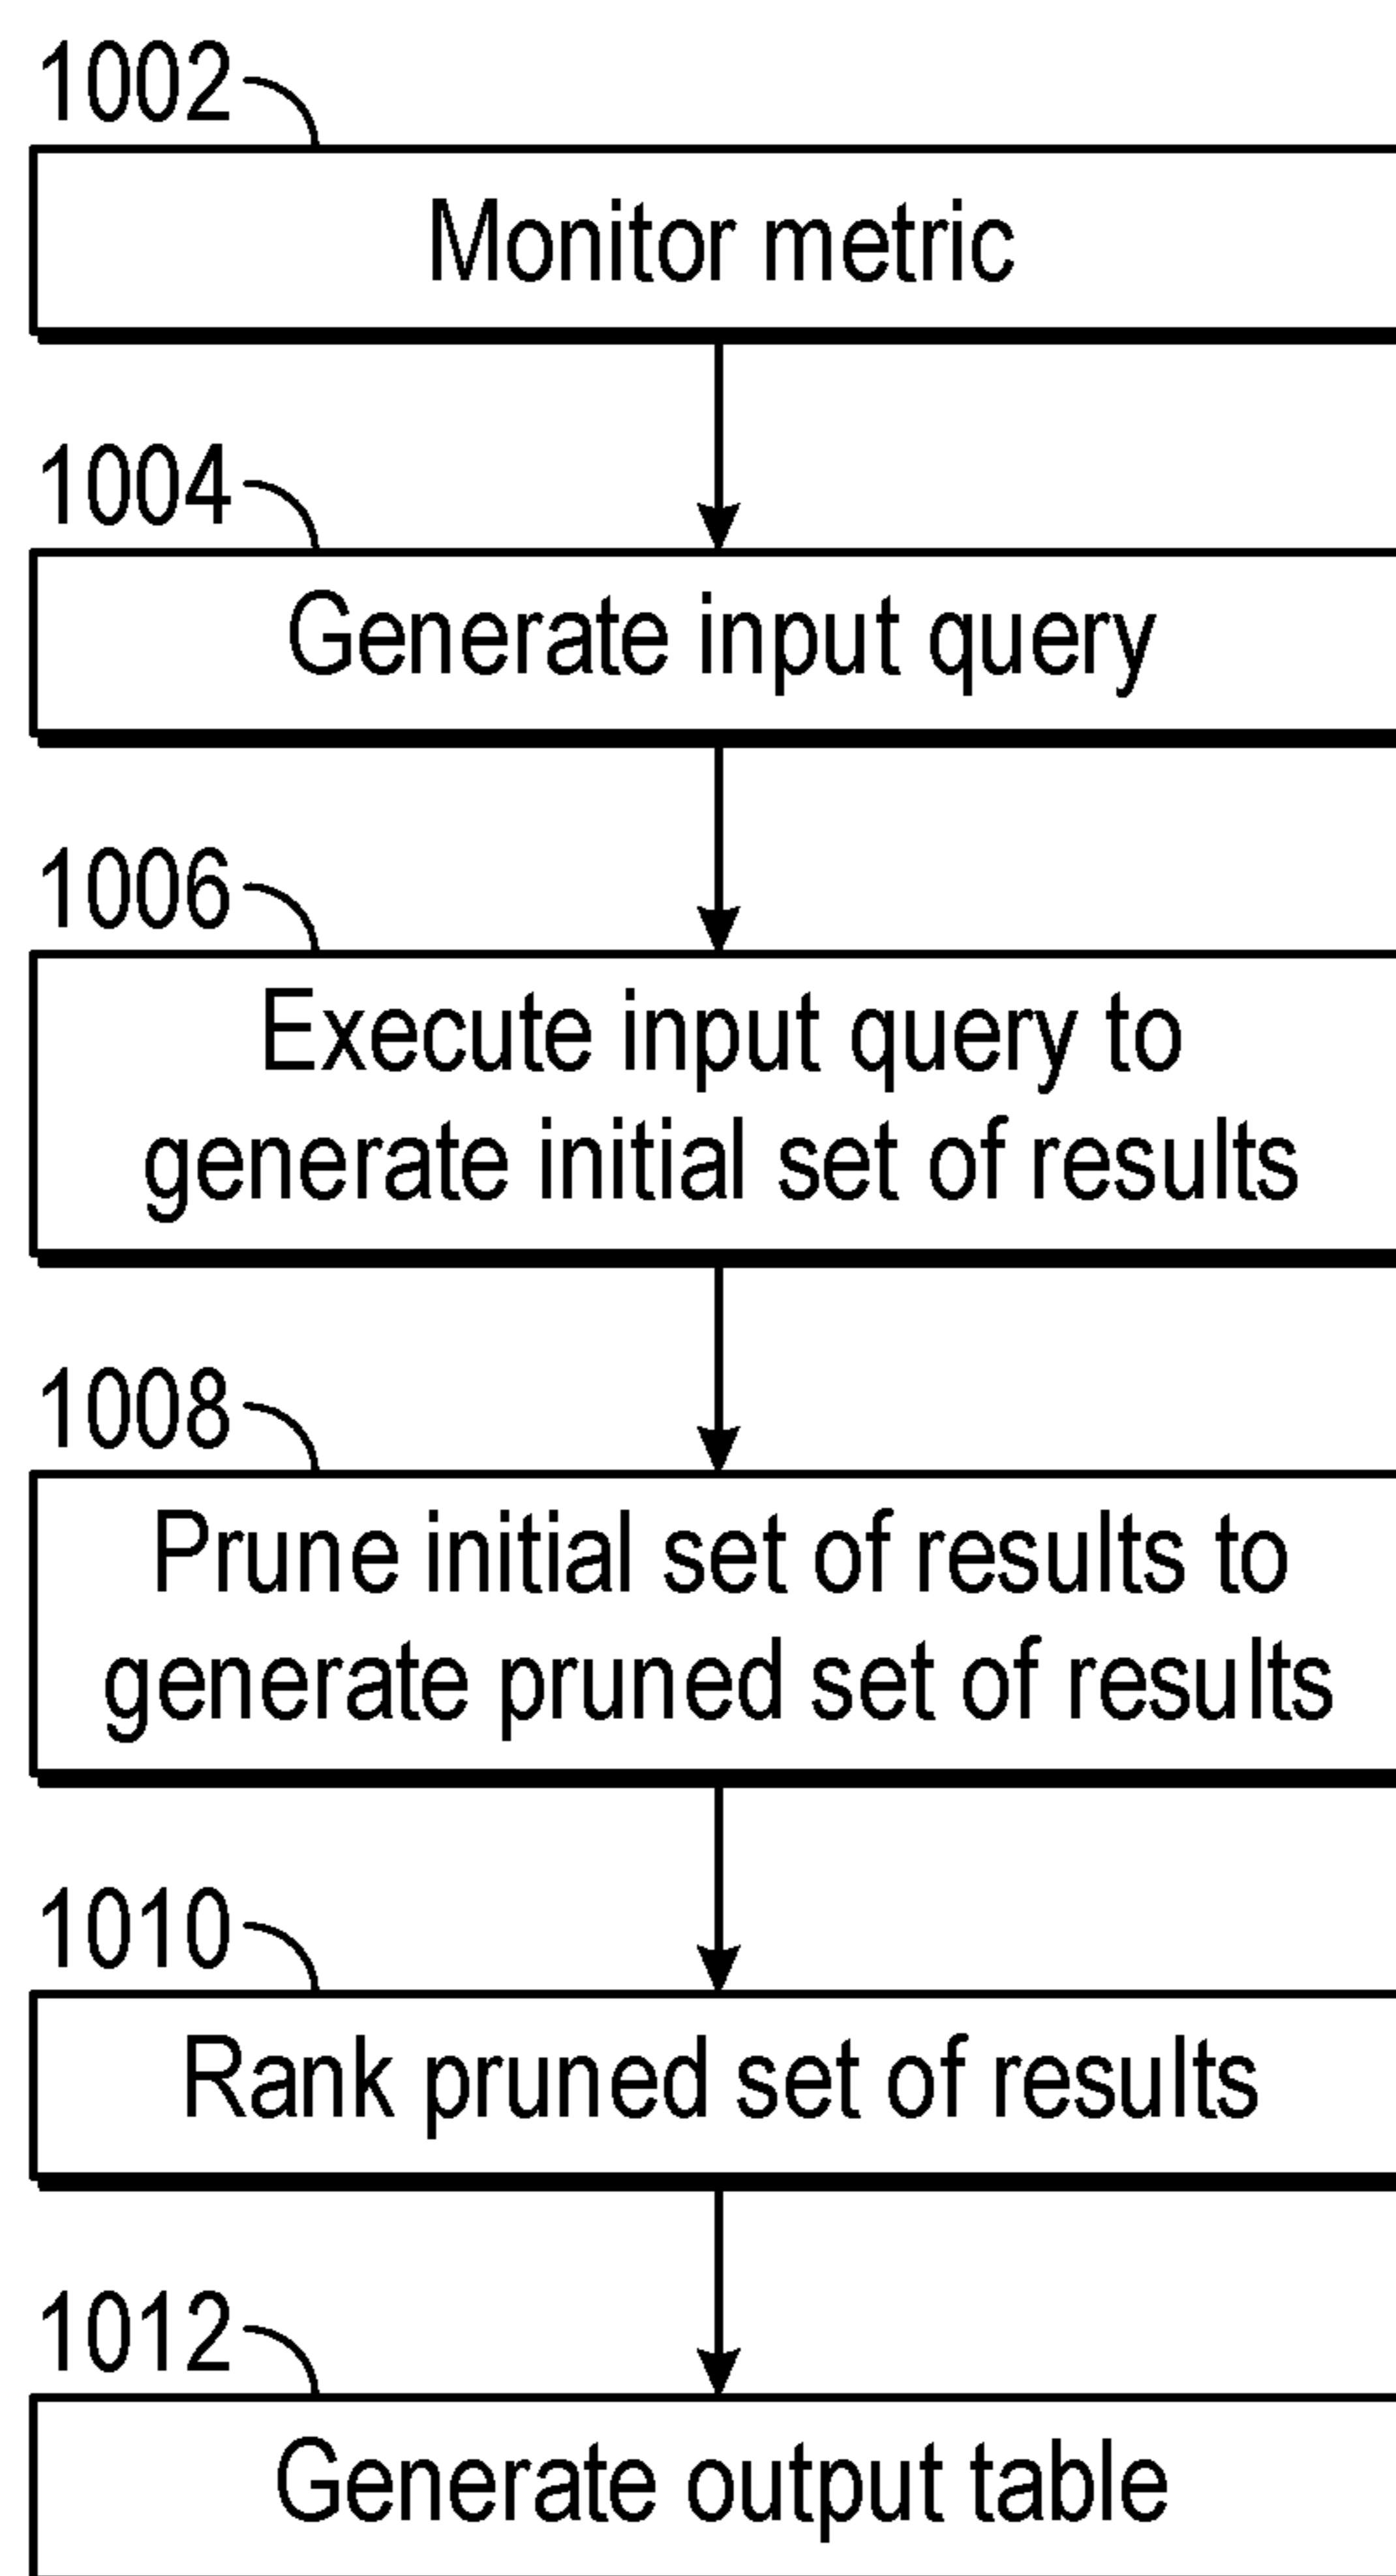 1002
Monitor metric
1004
Generate input query
1006
Execute input query to
generate initial set of results
1008
Prune initial set of results to
generate pruned set of results
1010
Rank pruned set of results
1012
Generate output table